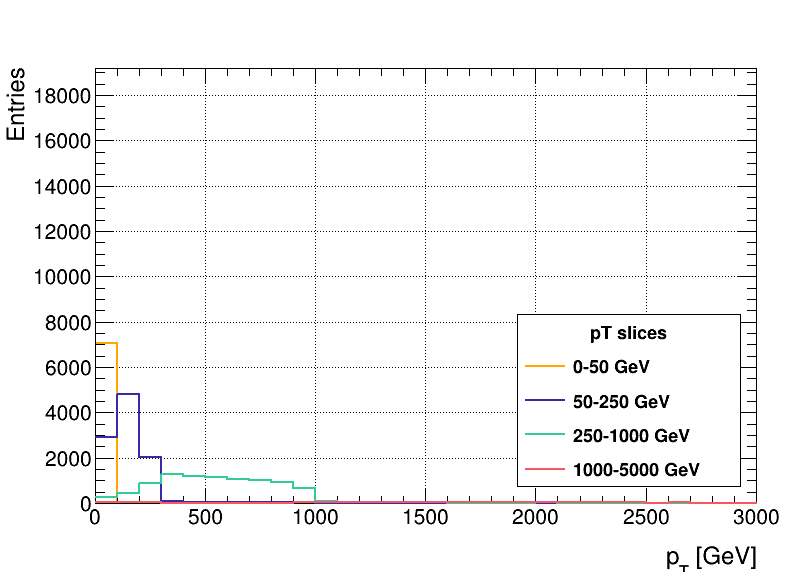 Entries
18000
16000
14000
12000
10000
8000
6000
4000
2000
0
pT slices
0-50 GeV
50-250 GeV
250-1000 GeV
1000-5000 GeV
0 500 1000 1500 2000 2500 3000
pT [GeV]